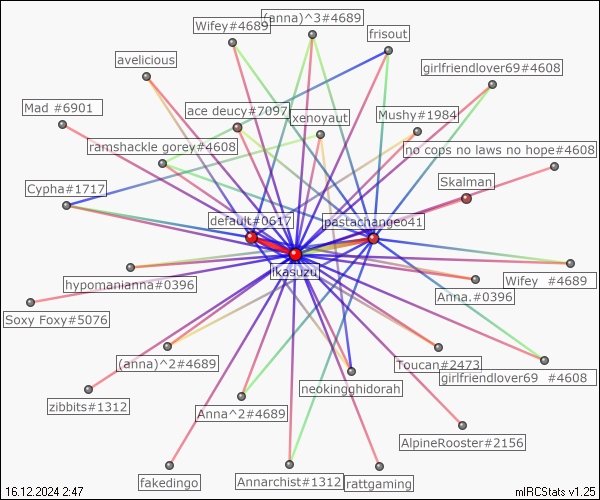 Wifey#4689
(anna)^3#4689
frisout
avelicious
girlfriendlover69#4608
Mad #6901
ace deucy#7097
xenoyaut
Mushy#1984
ramshackle gorey#4608
no cops no laws no hope#4608
Cypha#1717
Skalman
default#0617
pastachangeo41
ikasuzu
hypomanianna#0396
Anna.#0396
Wifey #4689
Soxy Foxy#5076
(anna)^2#4689
Toucan#2473
girlfriendlover69 #4608
neokingghidorah
zibbits#1312
Anna^2#4689
AlpineRooster#2156
fakedingo
Annarchist#1312
rattgaming
16.12.2024 2:47
mIRCStats v1.25